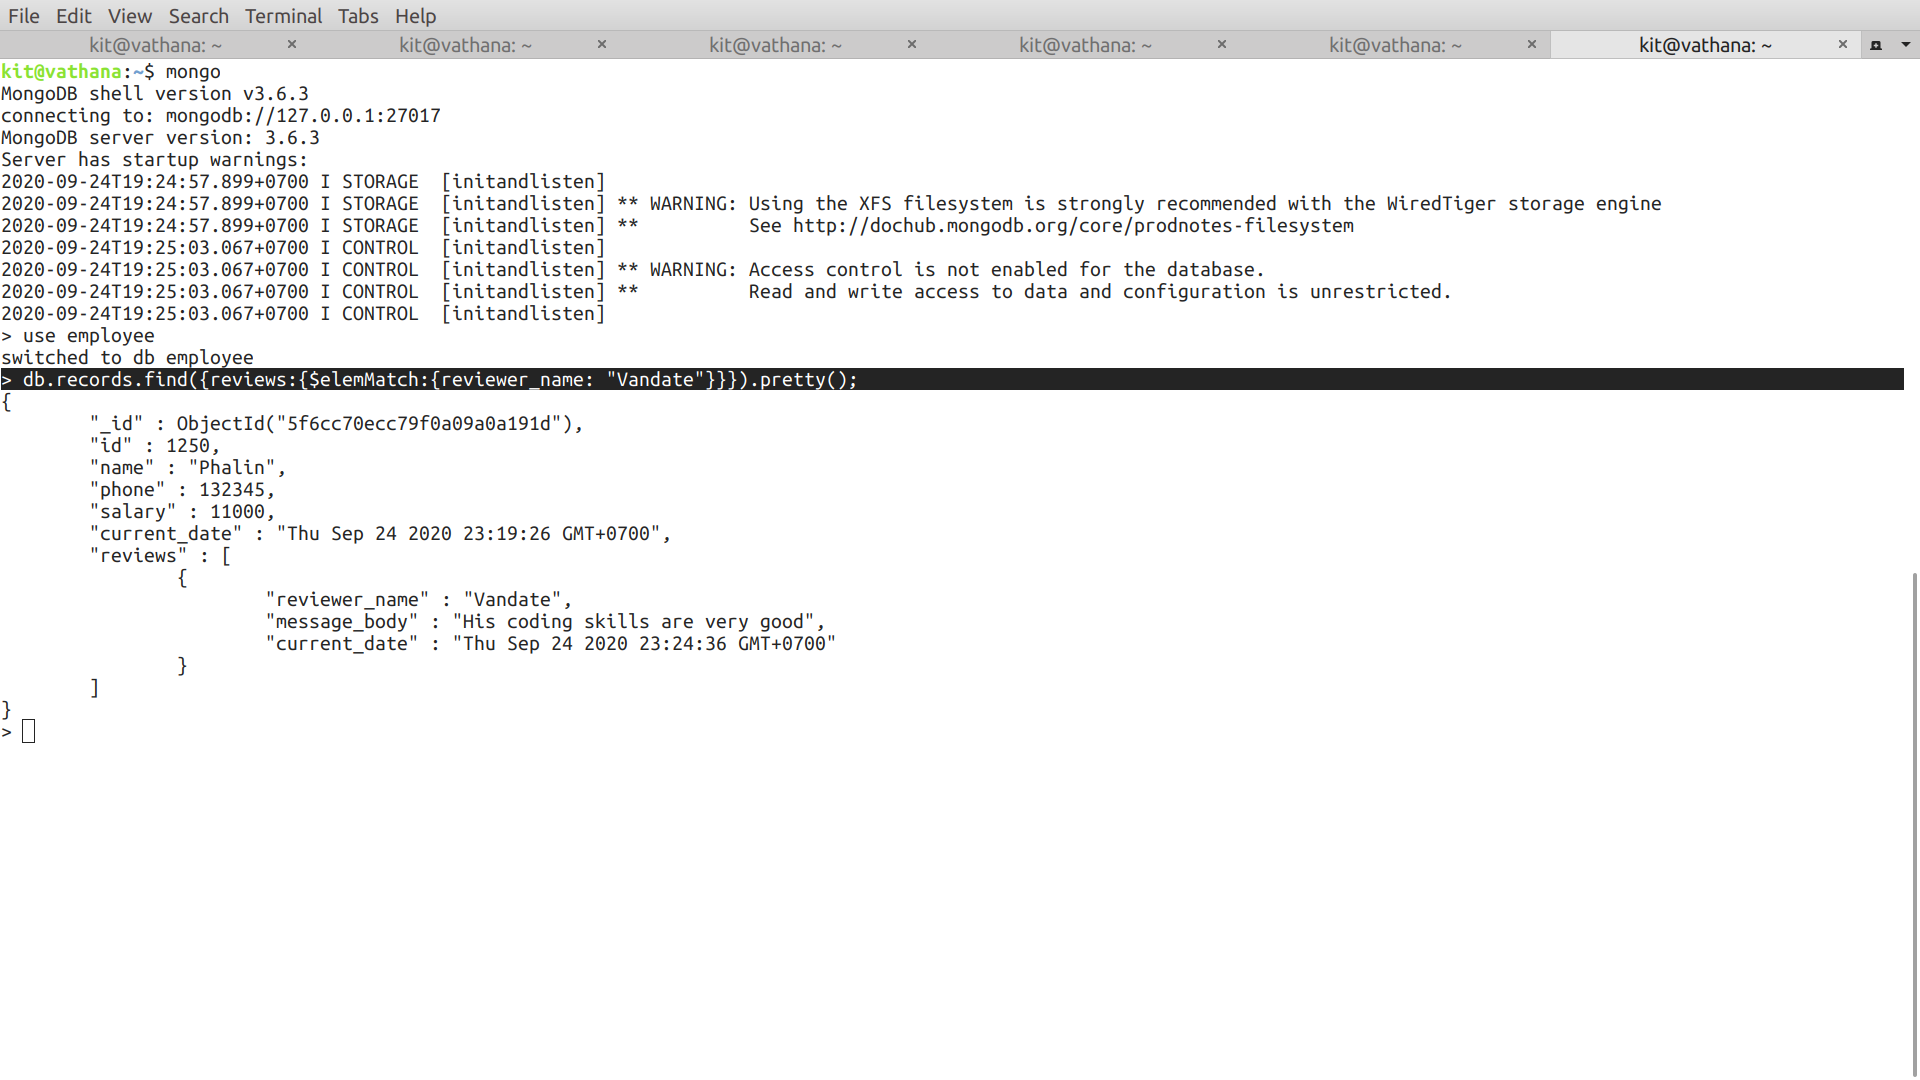 File Edit View Search Terminal Tabs Help
kit@vathana: ~ × kit@vathana: ~ × kit@vathana: ~ × kit@vathana: ~ × kit@vathana: ~ × kit@vathana: ~ ×
kit@vathana:~$ mongo
MongoDB shell version v3.6.3
connecting to: mongodb://127.0.0.1:27017
MongoDB server version: 3.6.3
Server has startup warnings:
2020-09-24T19:24:57.899+0700 I STORAGE  [initandlisten]
2020-09-24T19:24:57.899+0700 I STORAGE  [initandlisten] ** WARNING: Using the XFS filesystem is strongly recommended with the WiredTiger storage engine
2020-09-24T19:24:57.899+0700 I STORAGE  [initandlisten] **          See http://dochub.mongodb.org/core/prodnotes-filesystem
2020-09-24T19:25:03.067+0700 I CONTROL  [initandlisten]
2020-09-24T19:25:03.067+0700 I CONTROL  [initandlisten] ** WARNING: Access control is not enabled for the database.
2020-09-24T19:25:03.067+0700 I CONTROL  [initandlisten] **          Read and write access to data and configuration is unrestricted.
2020-09-24T19:25:03.067+0700 I CONTROL  [initandlisten]
> use employee
switched to db employee
> db.records.find({reviews:{$elemMatch:{reviewer_name: "Vandate"}}}).pretty();
{
        "_id" : ObjectId("5f6cc70ecc79f0a09a0a191d"),
        "id" : 1250,
        "name" : "Phalin",
        "phone" : 132345,
        "salary" : 11000,
        "current_date" : "Thu Sep 24 2020 23:19:26 GMT+0700",
        "reviews" : [
                {
                        "reviewer_name" : "Vandate",
                        "message_body" : "His coding skills are very good",
                        "current_date" : "Thu Sep 24 2020 23:24:36 GMT+0700"
                }
        ]
}
>